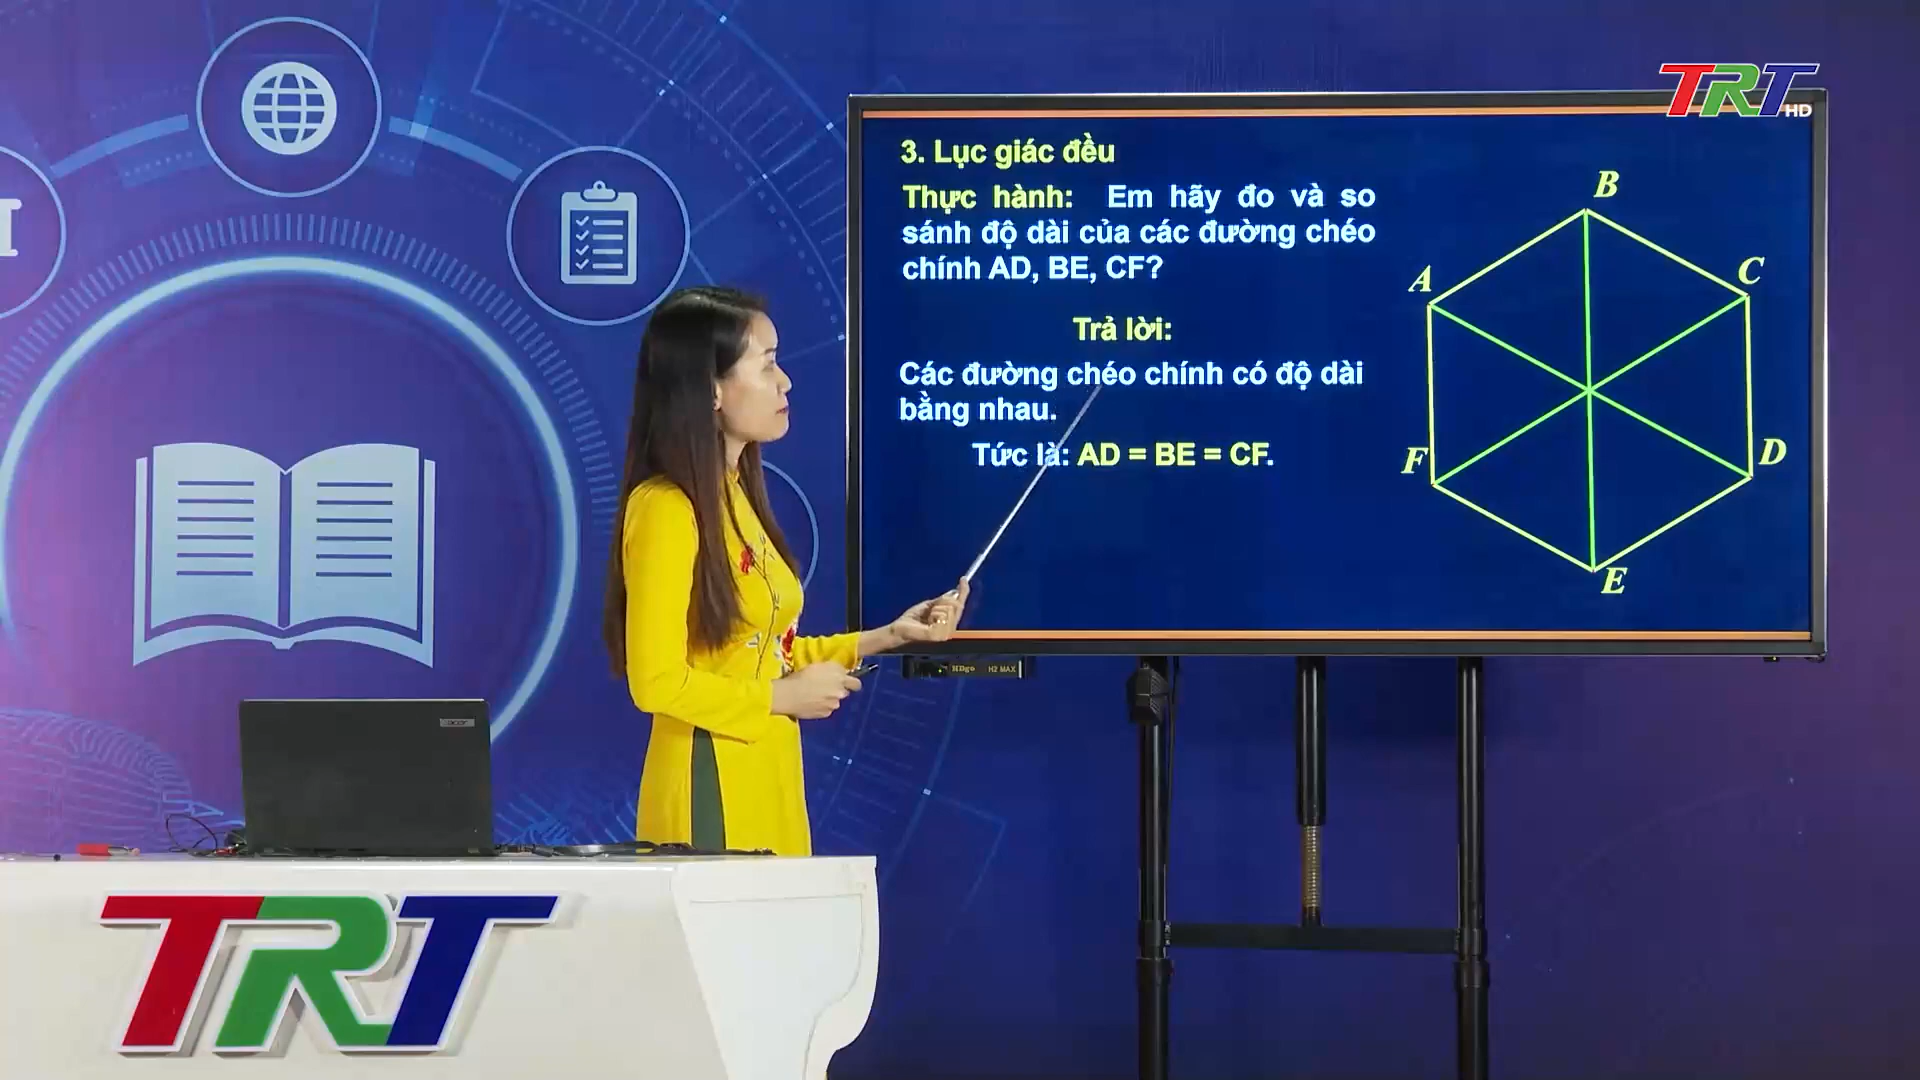 TRT HD
3. Lục giác đều
Thực hành: Em hãy đo và so
sánh độ dài của các đường chéo
chính AD, BE, CF?
Trả lời:
Các đường chéo chính có độ dài
bằng nhau.
Tức là: AD = BE = CF.
B
A
C
F
D
E
HDgo H2 MAX
acer
TRT